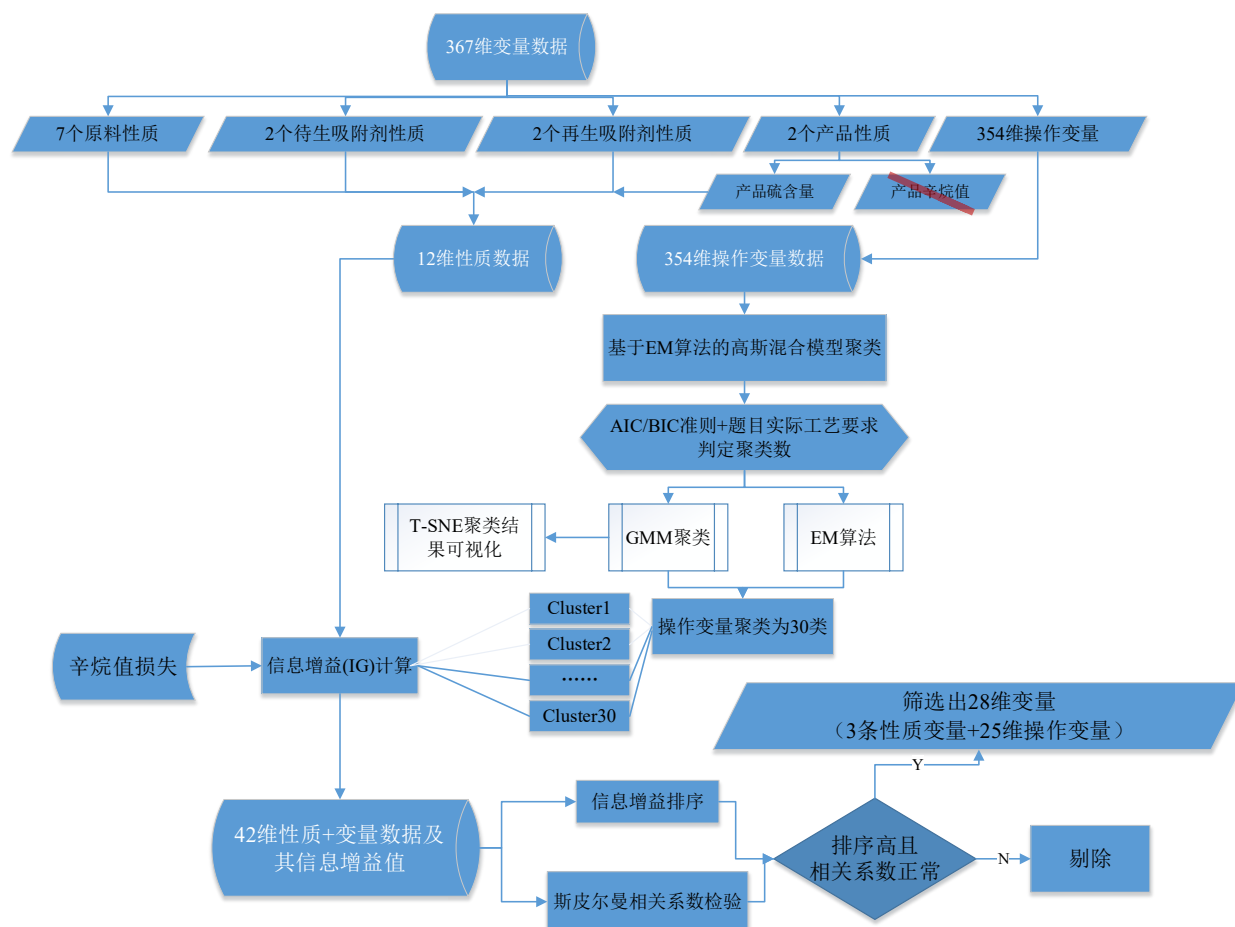 367维变量数据
7个原料性质
2个待生吸附剂性质
2个再生吸附剂性质
2个产品性质
354维操作变量
产品硫含量
产品辛烷值
12维性质数据
354维操作变量数据
基于EM算法的高斯混合模型聚类
AIC/BIC准则+题目实际工艺要求
判定聚类数
T-SNE聚类结
果可视化
GMM聚类
EM算法
Cluster1
Cluster2
……
Cluster30
操作变量聚类为30类
辛烷值损失
信息增益(IG)计算
筛选出28维变量
（3条性质变量+25维操作变量）
Y
42维性质+变量数据及
其信息增益值
信息增益排序
斯皮尔曼相关系数检验
排序高且
相关系数正常
N
剔除